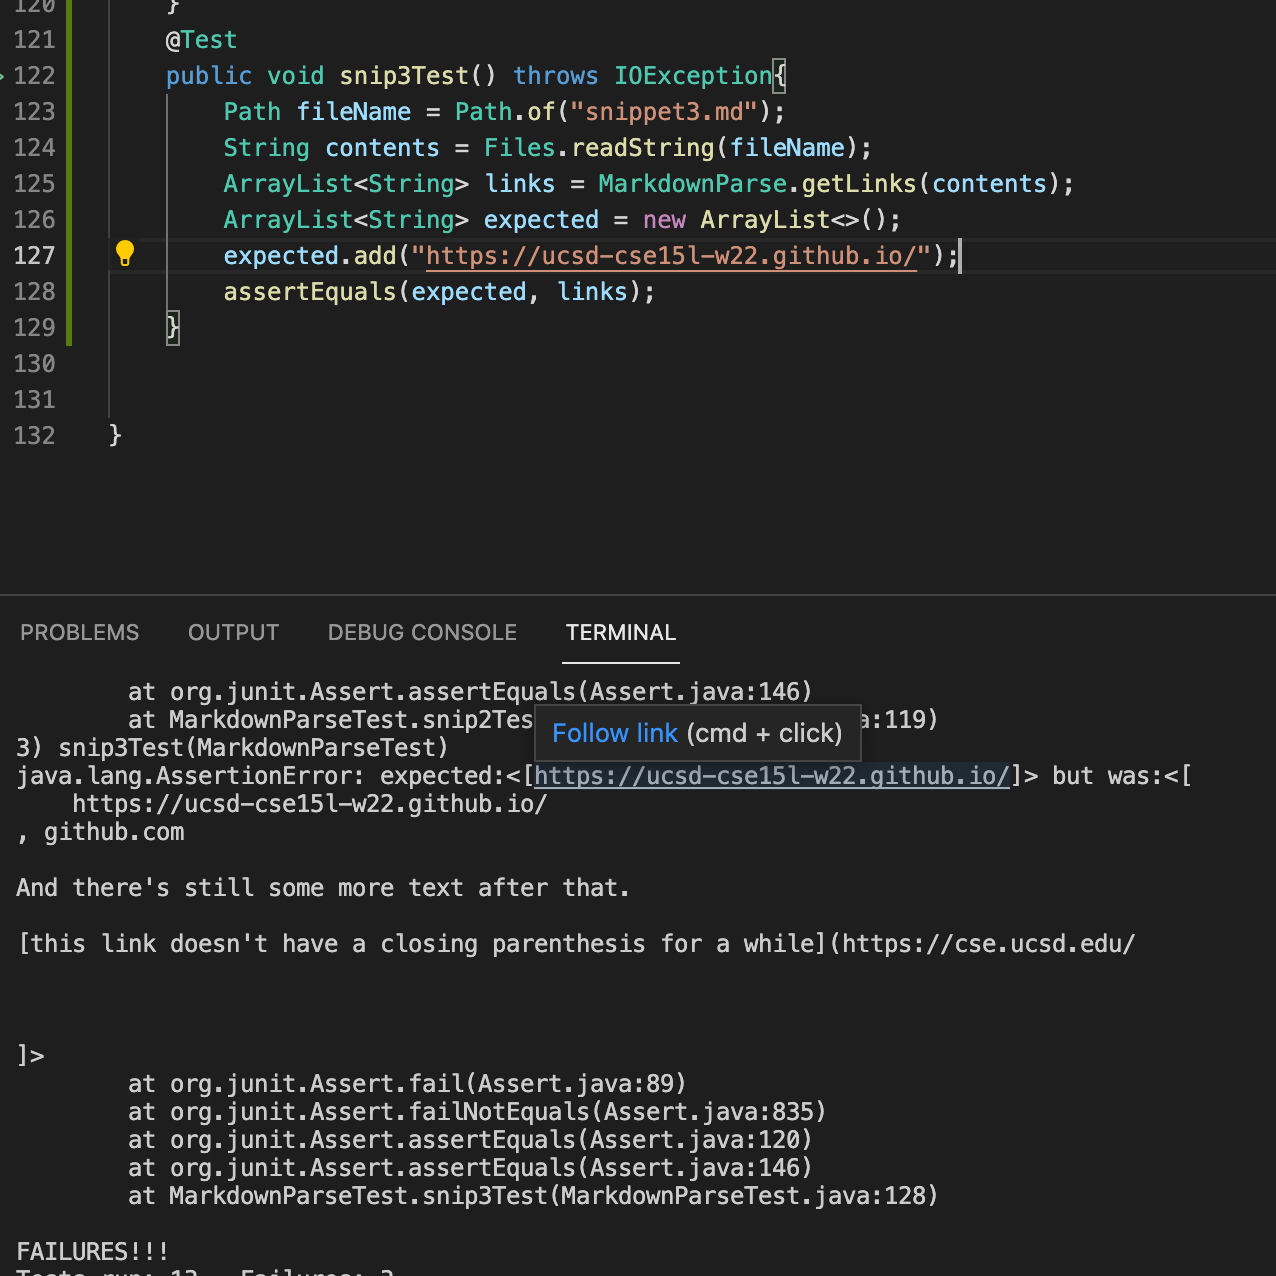 120 }
121 @Test
122 public void snip3Test() throws IOException{
123 Path fileName = Path.of("snippet3.md");
124 String contents = Files.readString(fileName);
125 ArrayList<String> links = MarkdownParse.getLinks(contents);
126 ArrayList<String> expected = new ArrayList<>();
127 expected.add("https://ucsd-cse15l-w22.github.io/");
128 assertEquals(expected, links);
129 }
130
131
132 }
PROBLEMS OUTPUT DEBUG CONSOLE TERMINAL
at org.junit.Assert.assertEquals(Assert.java:146)
at MarkdownParseTest.snip2Tes a:119)
Follow link (cmd + click)
3) snip3Test(MarkdownParseTest)
java.lang.AssertionError: expected:<[https://ucsd-cse15l-w22.github.io/]> but was:<[
https://ucsd-cse15l-w22.github.io/
, github.com
And there's still some more text after that.
[this link doesn't have a closing parenthesis for a while](https://cse.ucsd.edu/
]>
at org.junit.Assert.fail(Assert.java:89)
at org.junit.Assert.failNotEquals(Assert.java:835)
at org.junit.Assert.assertEquals(Assert.java:120)
at org.junit.Assert.assertEquals(Assert.java:146)
at MarkdownParseTest.snip3Test(MarkdownParseTest.java:128)
FAILURES!!!
Tests run: 13, Failures: 3